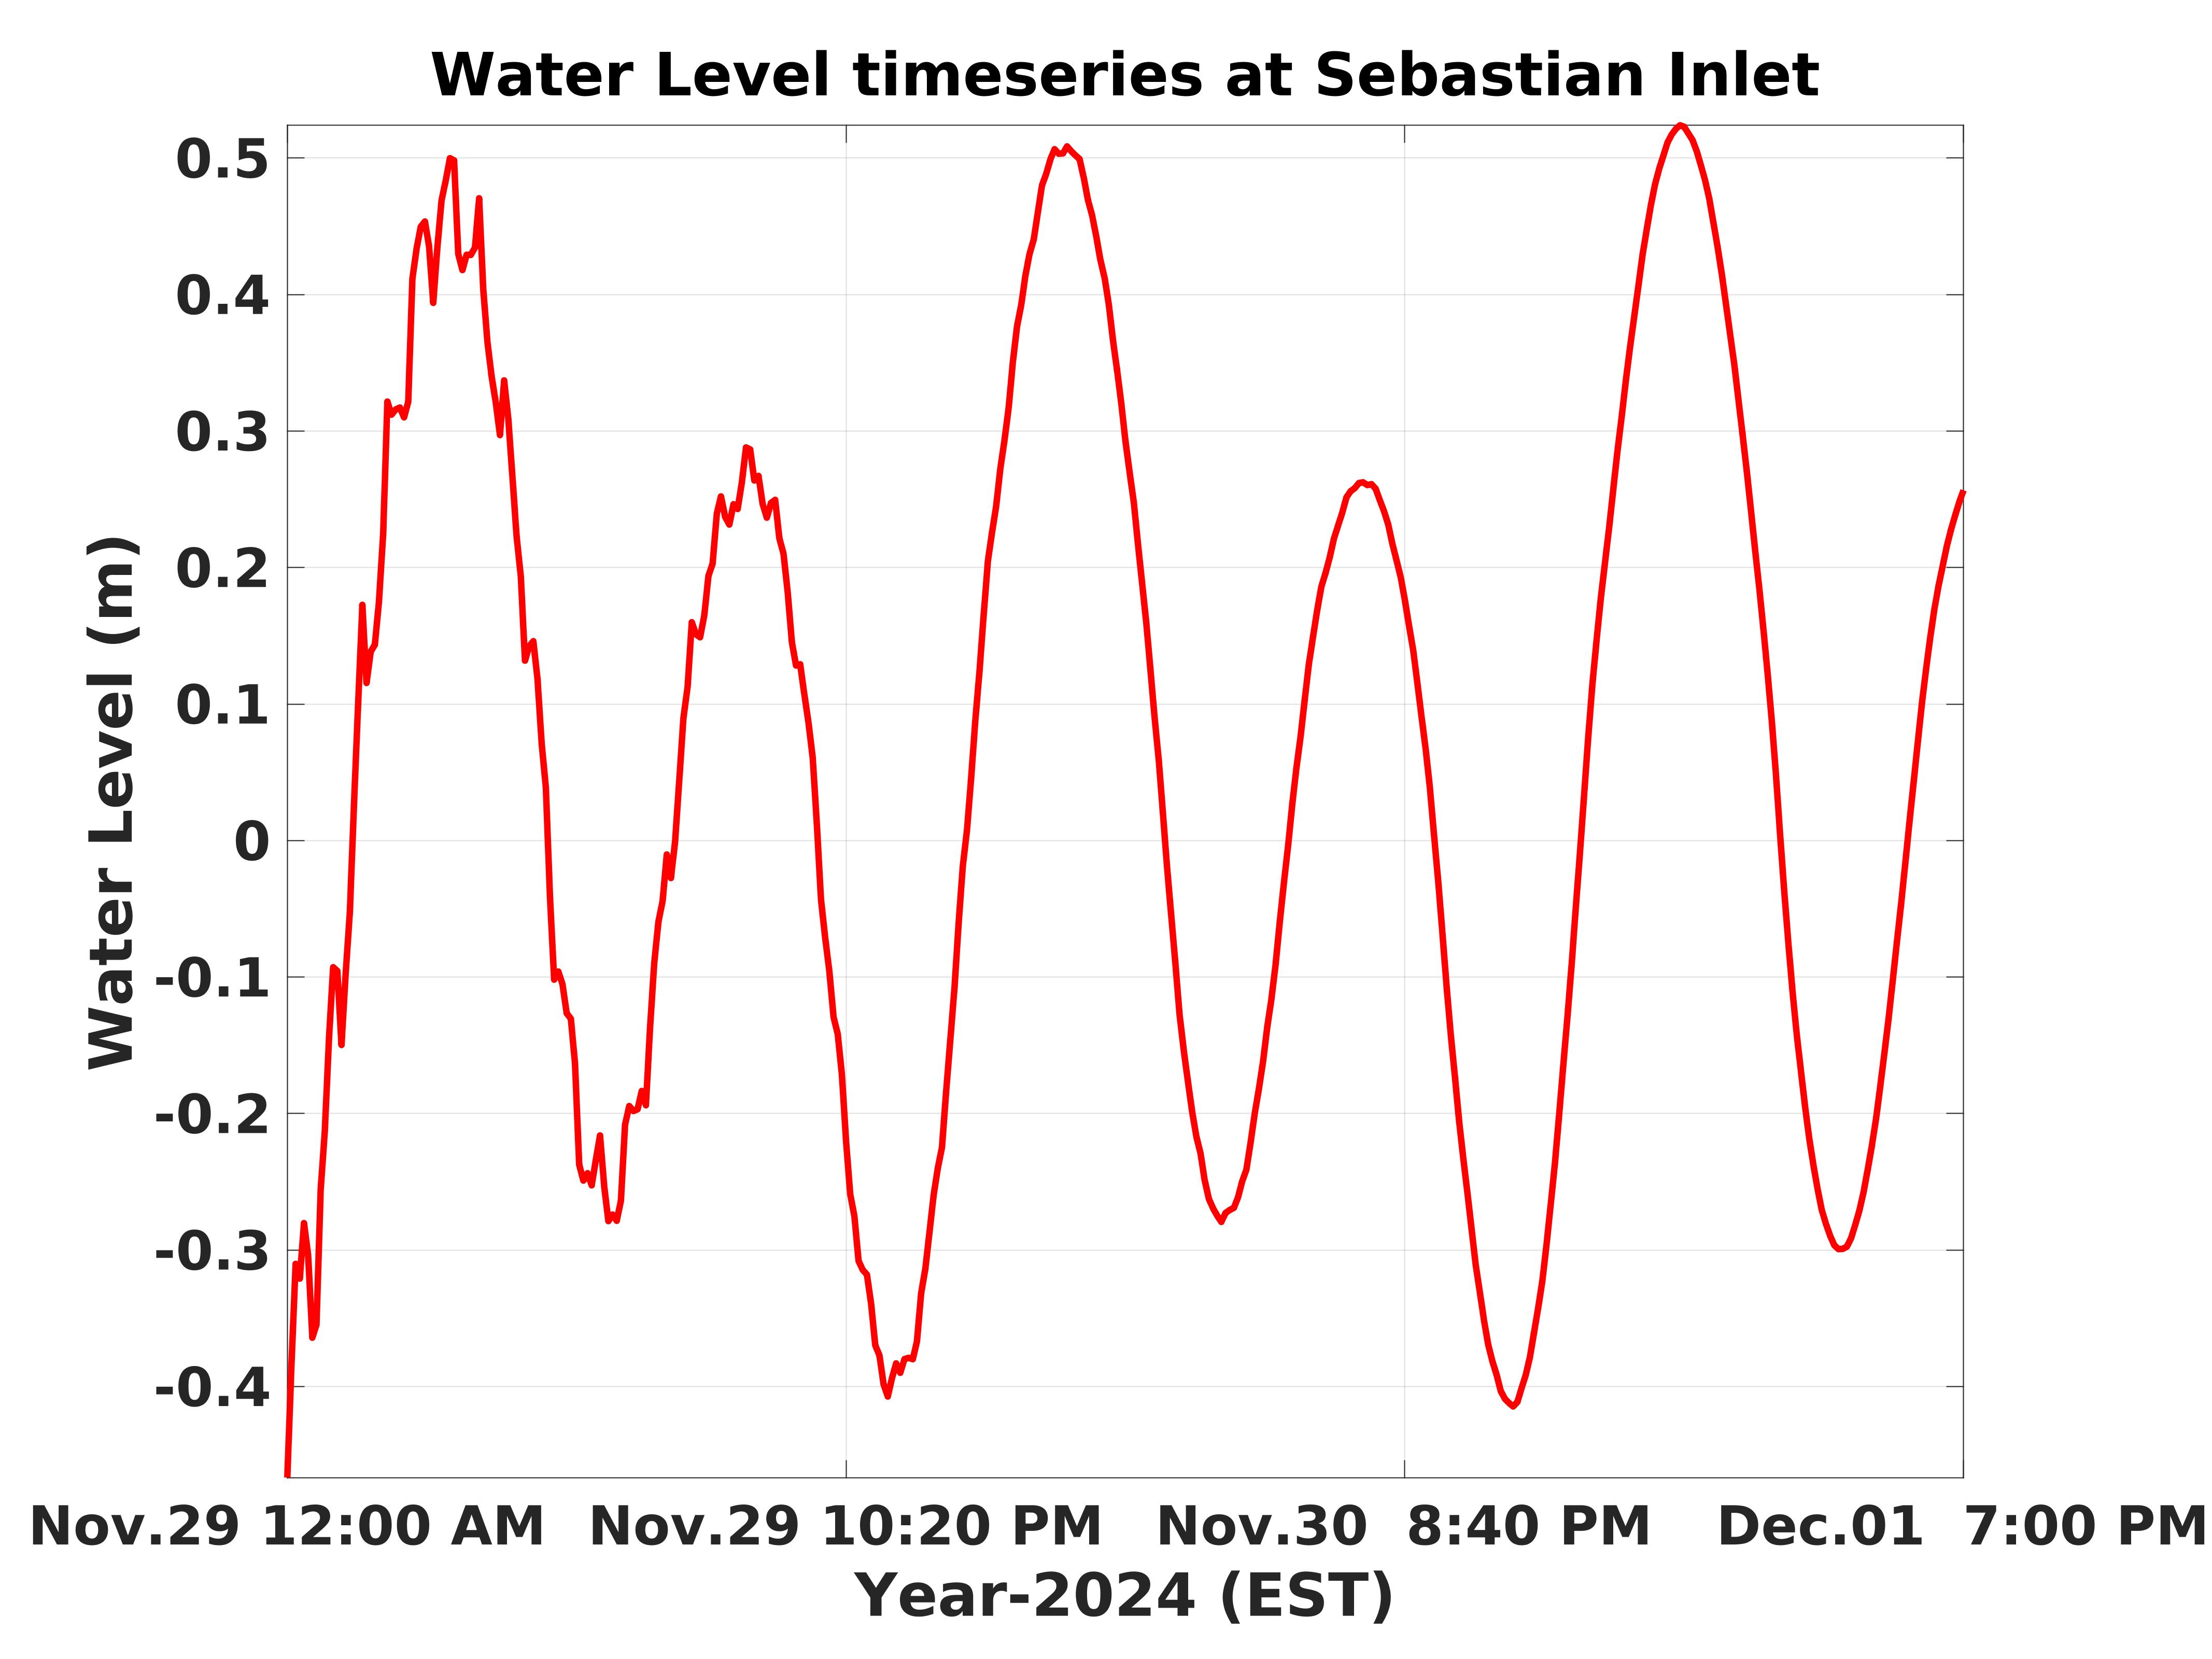 Water Level timeseries at Sebastian Inlet
0.5
0.4
0.3
0.2
0.1
0
-0.1
-0.2
-0.3
-0.4
Water Level (m)
Nov.29 12:00 AM Nov.29 10:20 PM Nov.30 8:40 PM Dec.01 7:00 PM
Year-2024 (EST)